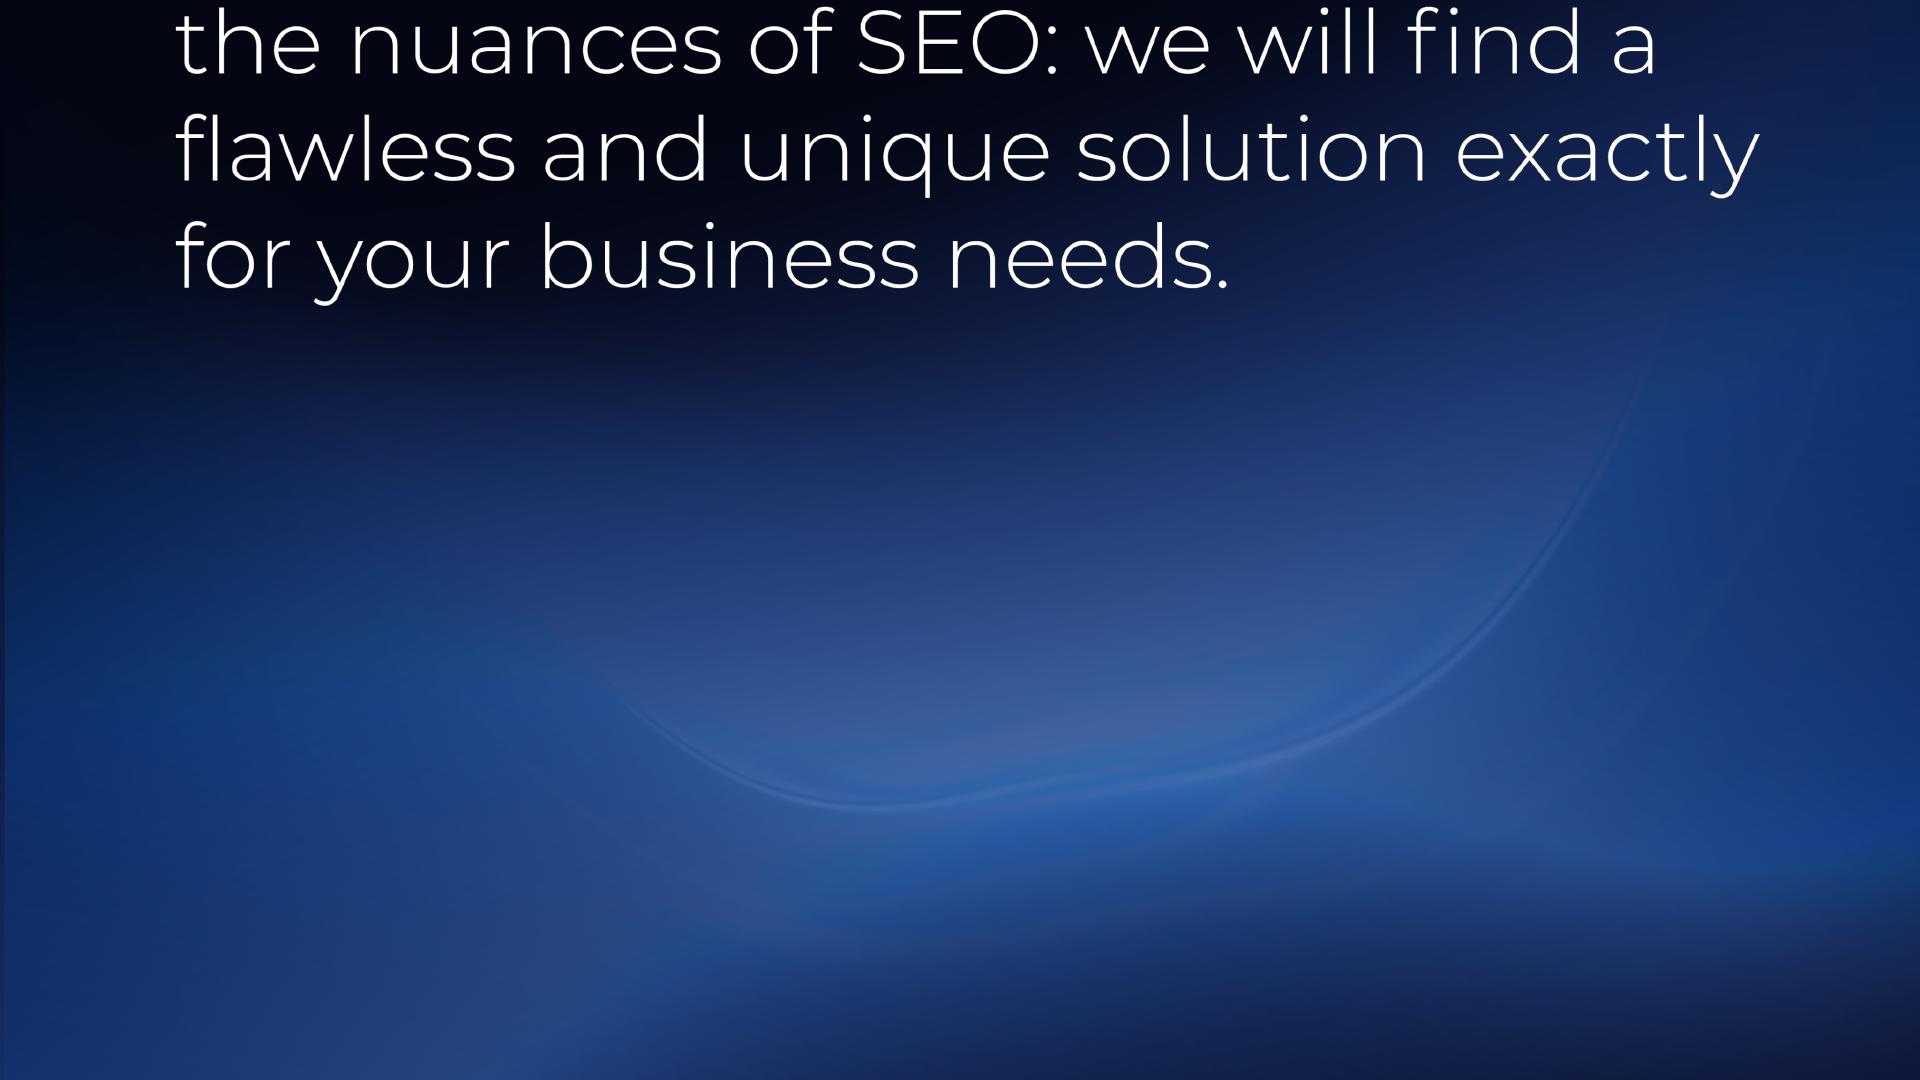 the nuances of SEO: we will find a
flawless and unique solution exactly
for your business needs.